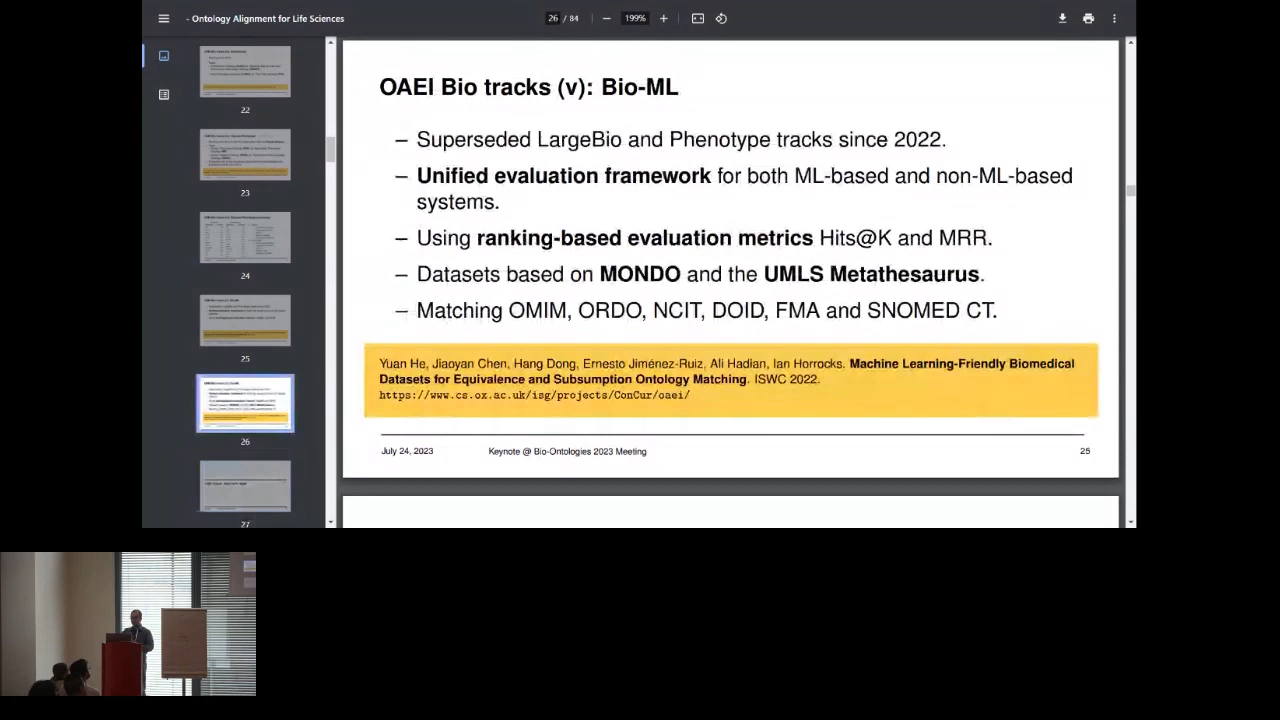 - Ontology Alignment for Life Sciences
26 / 84
199%
22
23
24
25
26
27
OAEI Bio tracks (v): Bio-ML
– Superseded LargeBio and Phenotype tracks since 2022.
– Unified evaluation framework for both ML-based and non-ML-based
systems.
– Using ranking-based evaluation metrics Hits@K and MRR.
– Datasets based on MONDO and the UMLS Metathesaurus.
– Matching OMIM, ORDO, NCIT, DOID, FMA and SNOMED CT.
Yuan He, Jiaoyan Chen, Hang Dong, Ernesto Jiménez-Ruiz, Ali Hadian, Ian Horrocks. Machine Learning-Friendly Biomedical
Datasets for Equivalence and Subsumption Ontology Matching. ISWC 2022.
https://www.cs.ox.ac.uk/isg/projects/ConCur/oaei/
July 24, 2023
Keynote @ Bio-Ontologies 2023 Meeting
25